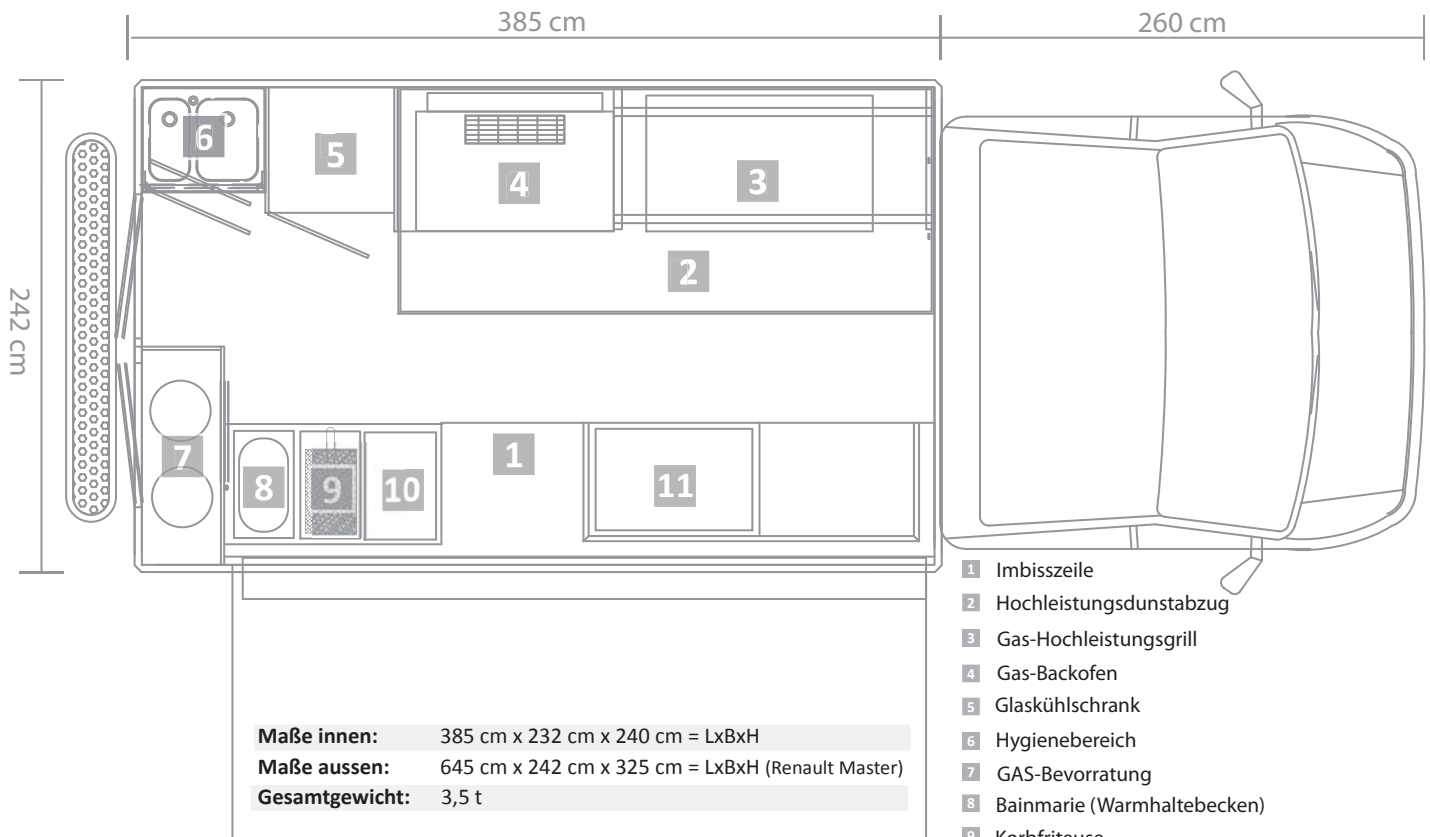 385 cm
260 cm
242 cm
6
5
4
3
2
7
8
9
10
1
11
1 Imbisszeile
2 Hochleistungsdunstabzug
3 Gas-Hochleistungsgrill
4 Gas-Backofen
5 Glaskühlschrank
6 Hygienebereich
7 GAS-Bevorratung
8 Bainmarie (Warmhaltebecken)
9 Korbfriteuse
Maße innen: 385 cm x 232 cm x 240 cm = LxBxH
Maße aussen: 645 cm x 242 cm x 325 cm = LxBxH (Renault Master)
Gesamtgewicht: 3,5 t